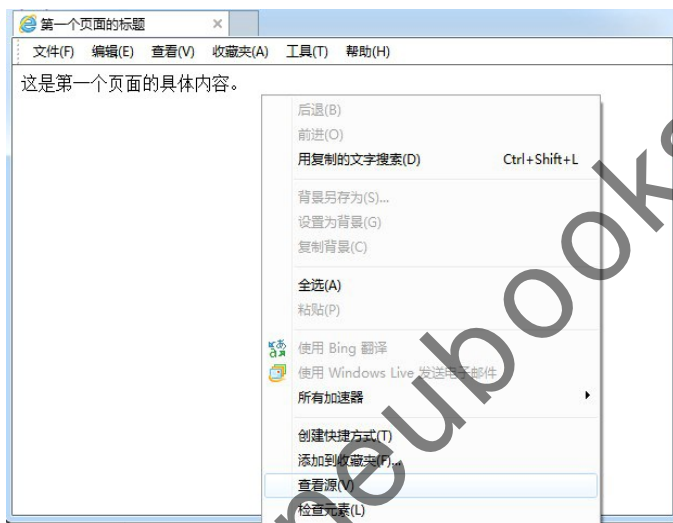 第一个页面的标题
文件(F) 编辑(E) 查看(V) 收藏夹(A) 工具(T) 帮助(H)
这是第一个页面的具体内容。
后退(B)
前进(O)
用复制的文字搜索(D) Ctrl+Shift+L
背景另存为(S)...
设置为背景(G)
复制背景(C)
全选(A)
粘贴(P)
使用 Bing 翻译
使用 Windows Live 发送电子邮件
所有加速器
创建快捷方式(T)
添加到收藏夹(F)...
查看源(V)
检查元素(L)
neubooks